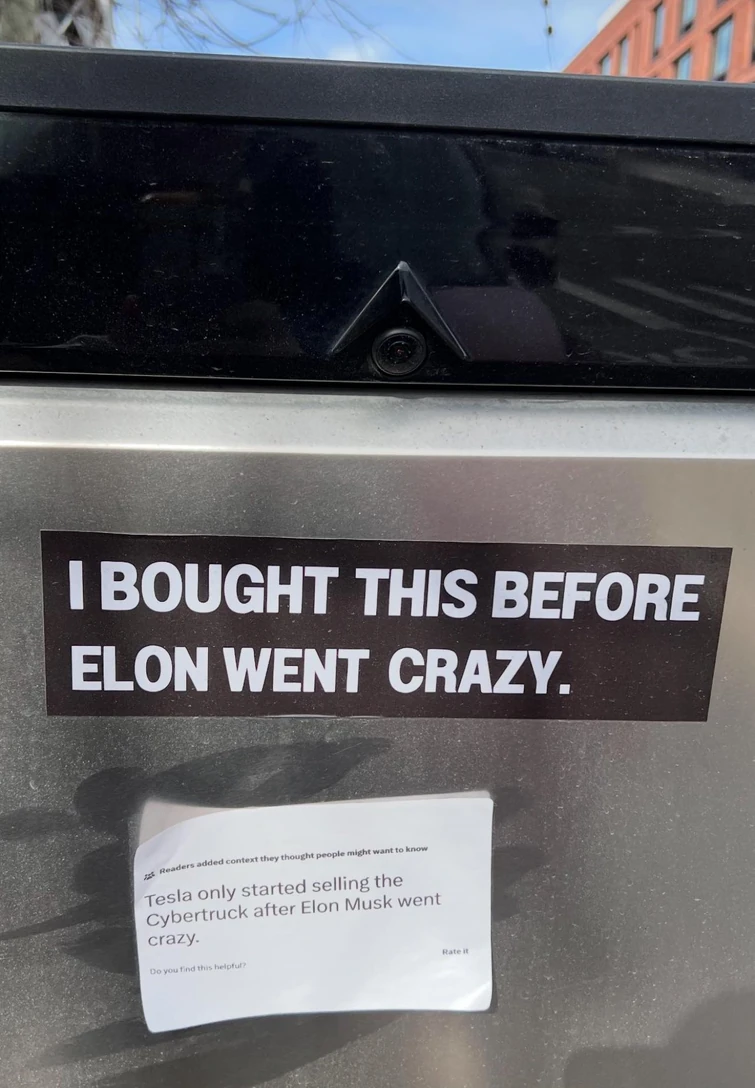 I BOUGHT THIS BEFORE
ELON WENT CRAZY.
Readers added context they thought people might want to know
Tesla only started selling the
Cybertruck after Elon Musk went
crazy.
Rate it
Do you find this helpful?